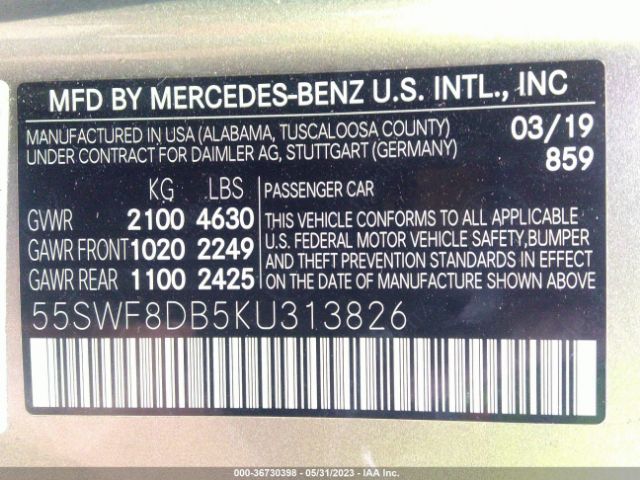 MFD BY MERCEDES-BENZ U.S. INTL., INC
MANUFACTURED IN USA (ALABAMA, TUSCALOOSA COUNTY) 03/19
UNDER CONTRACT FOR DAIMLER AG, STUTTGART (GERMANY) 859
KG LBS PASSENGER CAR
GVWR 2100 4630 THIS VEHICLE CONFORMS TO ALL APPLICABLE
GAWR FRONT 1020 2249 U.S. FEDERAL MOTOR VEHICLE SAFETY, BUMPER
AND THEFT PREVENTION STANDARDS IN EFFECT
GAWR REAR 1100 2425 ON THE DATE OF MANUFACTURE SHOWN ABOVE.
55SWF8DB5KU313826
000-36730398 - 05/31/2023 - IAA Inc.